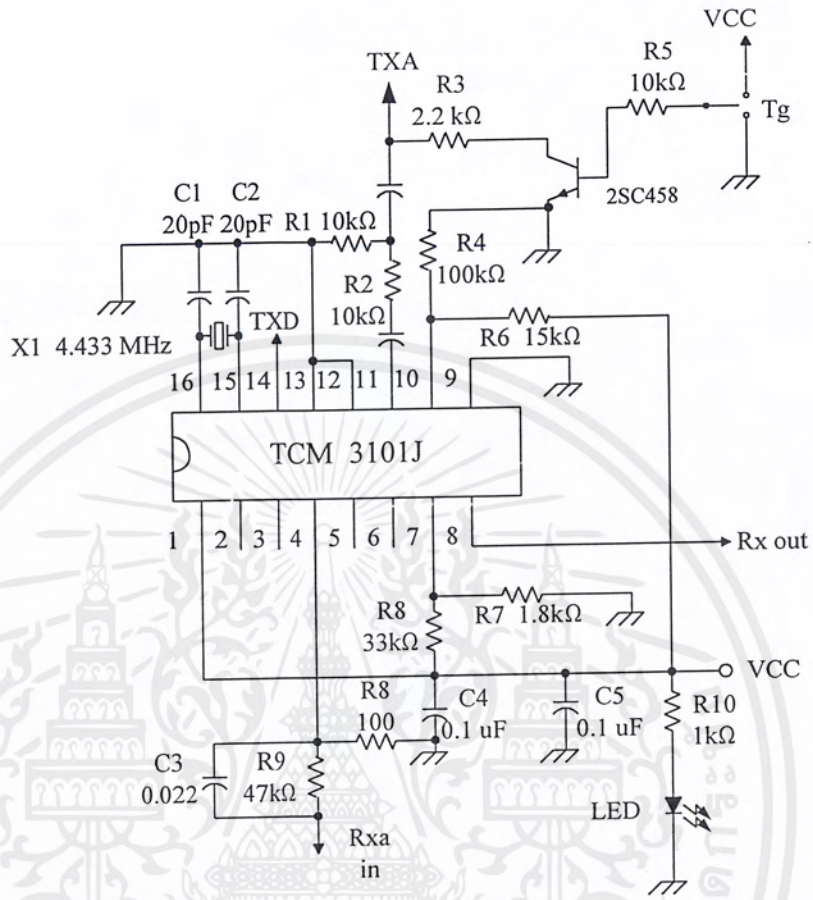 VCC
TXA
R3
2.2 kΩ
R5
10kΩ
Tg
2SC458
C1
20pF
C2
20pF
R1 10kΩ
R2
10kΩ
R4
100kΩ
R6 15kΩ
X1 4.433 MHz
TXD
16 15 14 13 12 11 10 9
TCM 3101J
1 2 3 4 5 6 7 8
Rx out
R8
33kΩ
R7 1.8kΩ
VCC
R8
100
C4
0.1 uF
C5
0.1 uF
R10
1kΩ
C3
0.022
R9
47kΩ
LED
Rxa
in